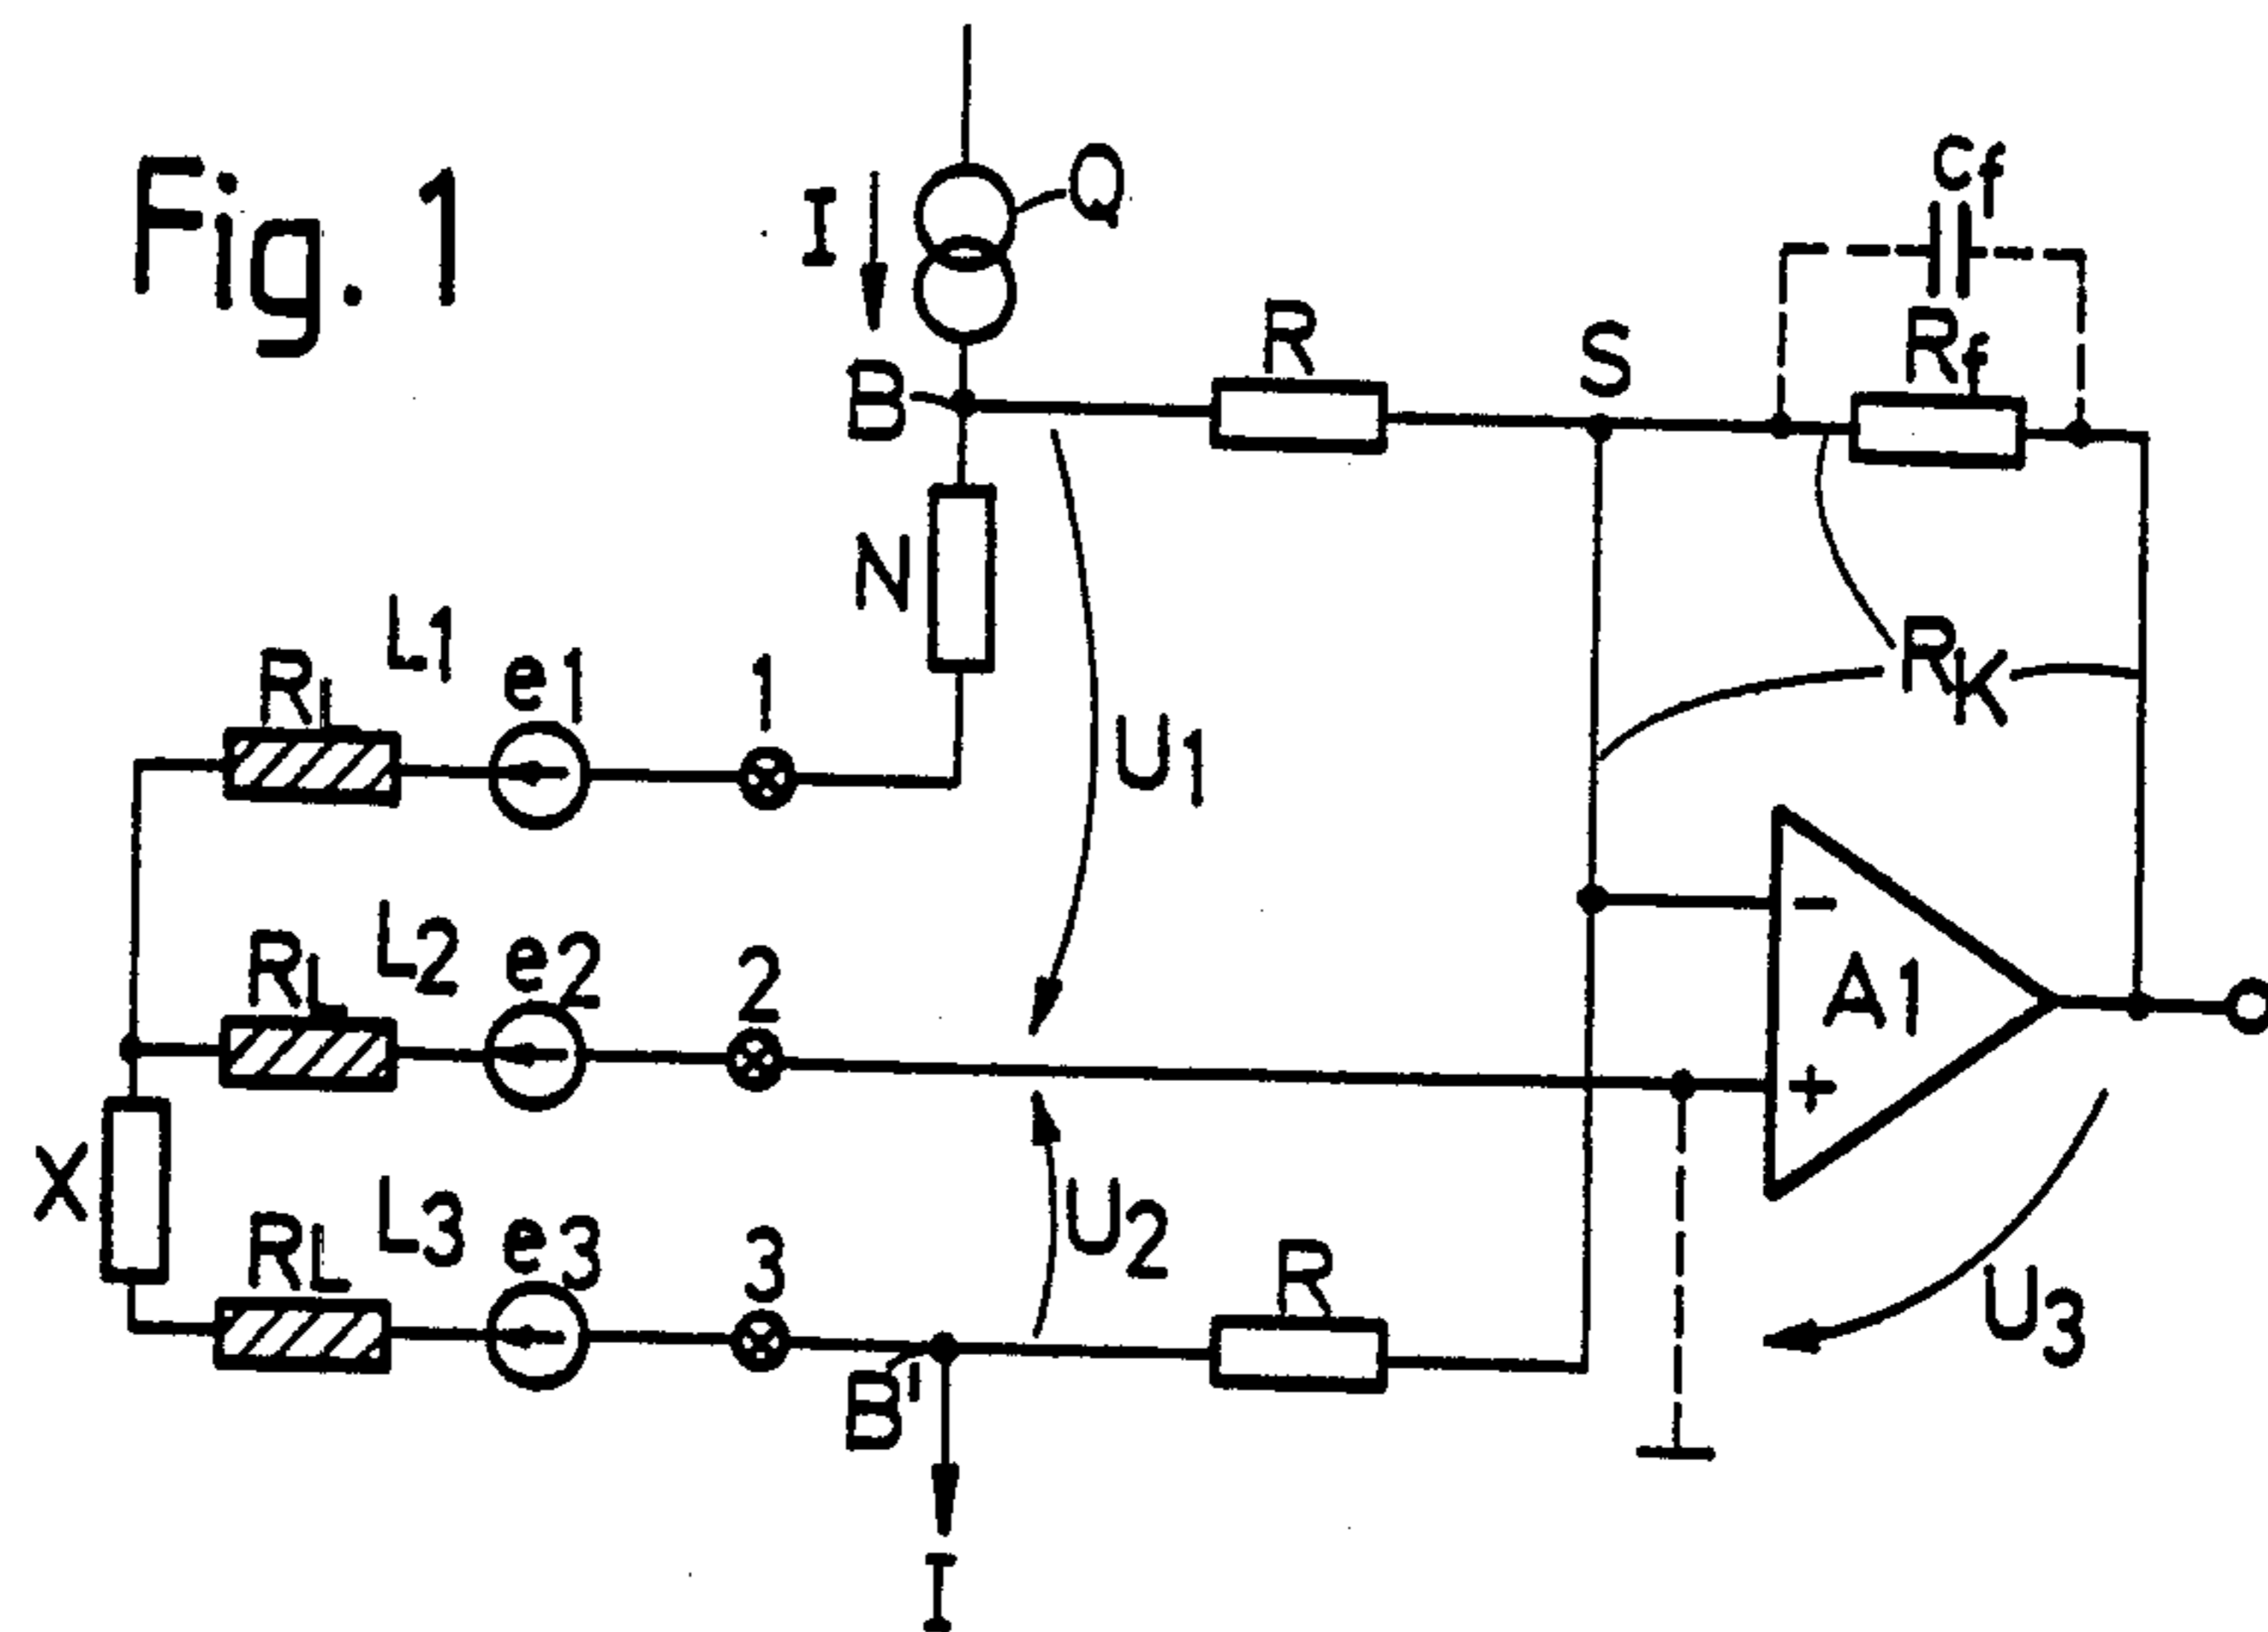 Fig. 1
I
Q
B
R
S
Cf
Rf
N
RK
RL
L1
e1
1
U1
RL
L2
e2
2
-
A1
+
X
RL
L3
e3
3
U2
R
U3
B'
I